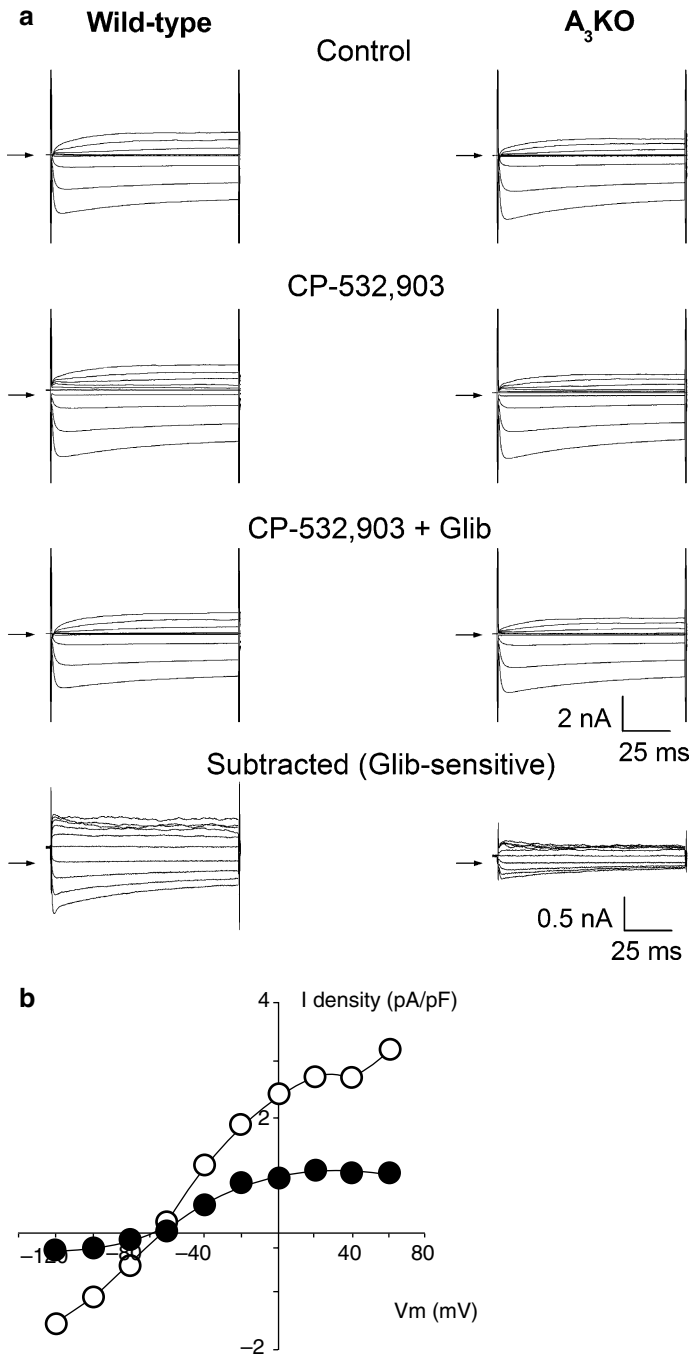 a
Wild-type
A3KO
Control
CP-532,903
CP-532,903 + Glib
2 nA
25 ms
Subtracted (Glib-sensitive)
0.5 nA
25 ms
b
4
I density (pA/pF)
2
–120
–80
–40
40
80
Vm (mV)
–2